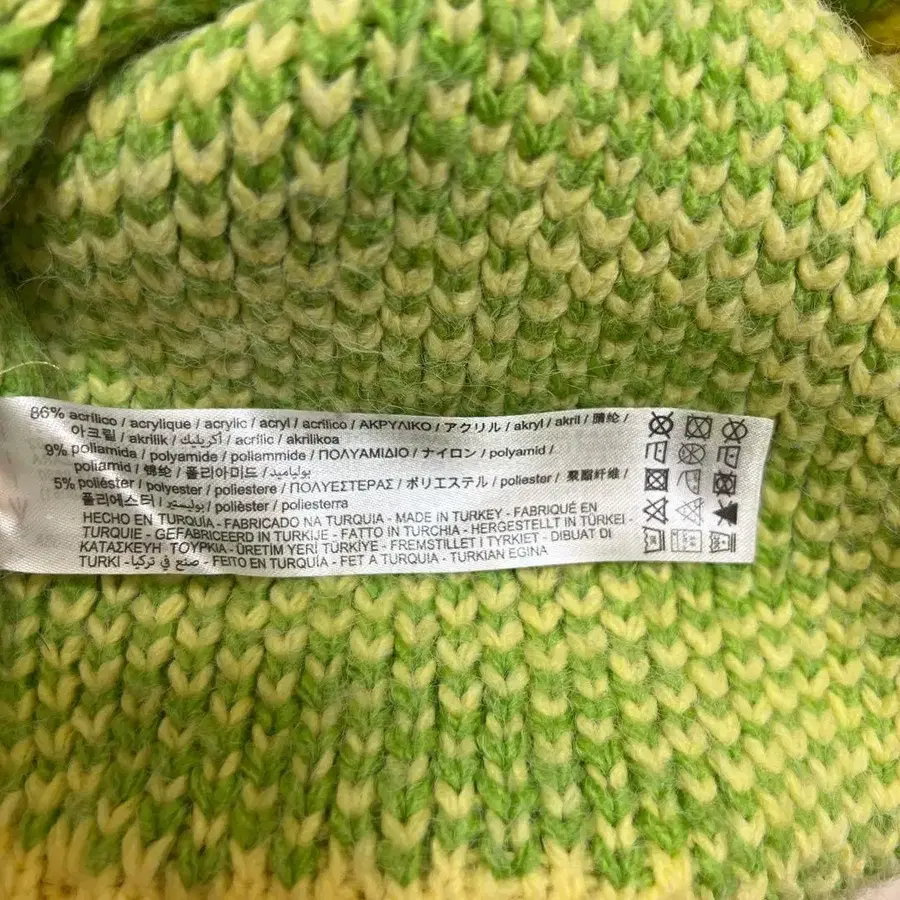 86% acrílico / acrylique / acrylic / acryl / acrilico / ΑΚΡΥΛΙΚΟ / アクリル / akryl / akril / 腈纶 /
아크릴 / akrilik / أكريليك / acrílic / akrilikoa
9% poliamida / polyamide / poliammide / ΠΟΛΥΑΜΙΔΙΟ / ナイロン / polyamid /
poliamid / 锦纶 / 폴리아미드 / بولياميد /
5% poliéster / polyester / poliestere / ΠΟΛΥΕΣΤΕΡΑΣ / ポリエステル / poliester / 聚酯纤维 /
폴리에스터 / بوليستير / polièster / poliesterra
HECHO EN TURQUÍA - FABRICADO NA TURQUIA - MADE IN TURKEY - FABRIQUÉ EN
TURQUIE - GEFABRICEERD IN TURKIJE - FATTO IN TURCHIA - HERGESTELLT IN TÜRKEI -
ΚΑΤΑΣΚΕΥΗ ΤΟΥΡΚΙΑ - ÜRETİM YERİ TÜRKİYE - FREMSTILLET I TYRKIET - DIBUAT DI
TURKI - صنع في تركيا - FEITO EN TURQUÍA - FET A TURQUIA - TURKIAN EGINA